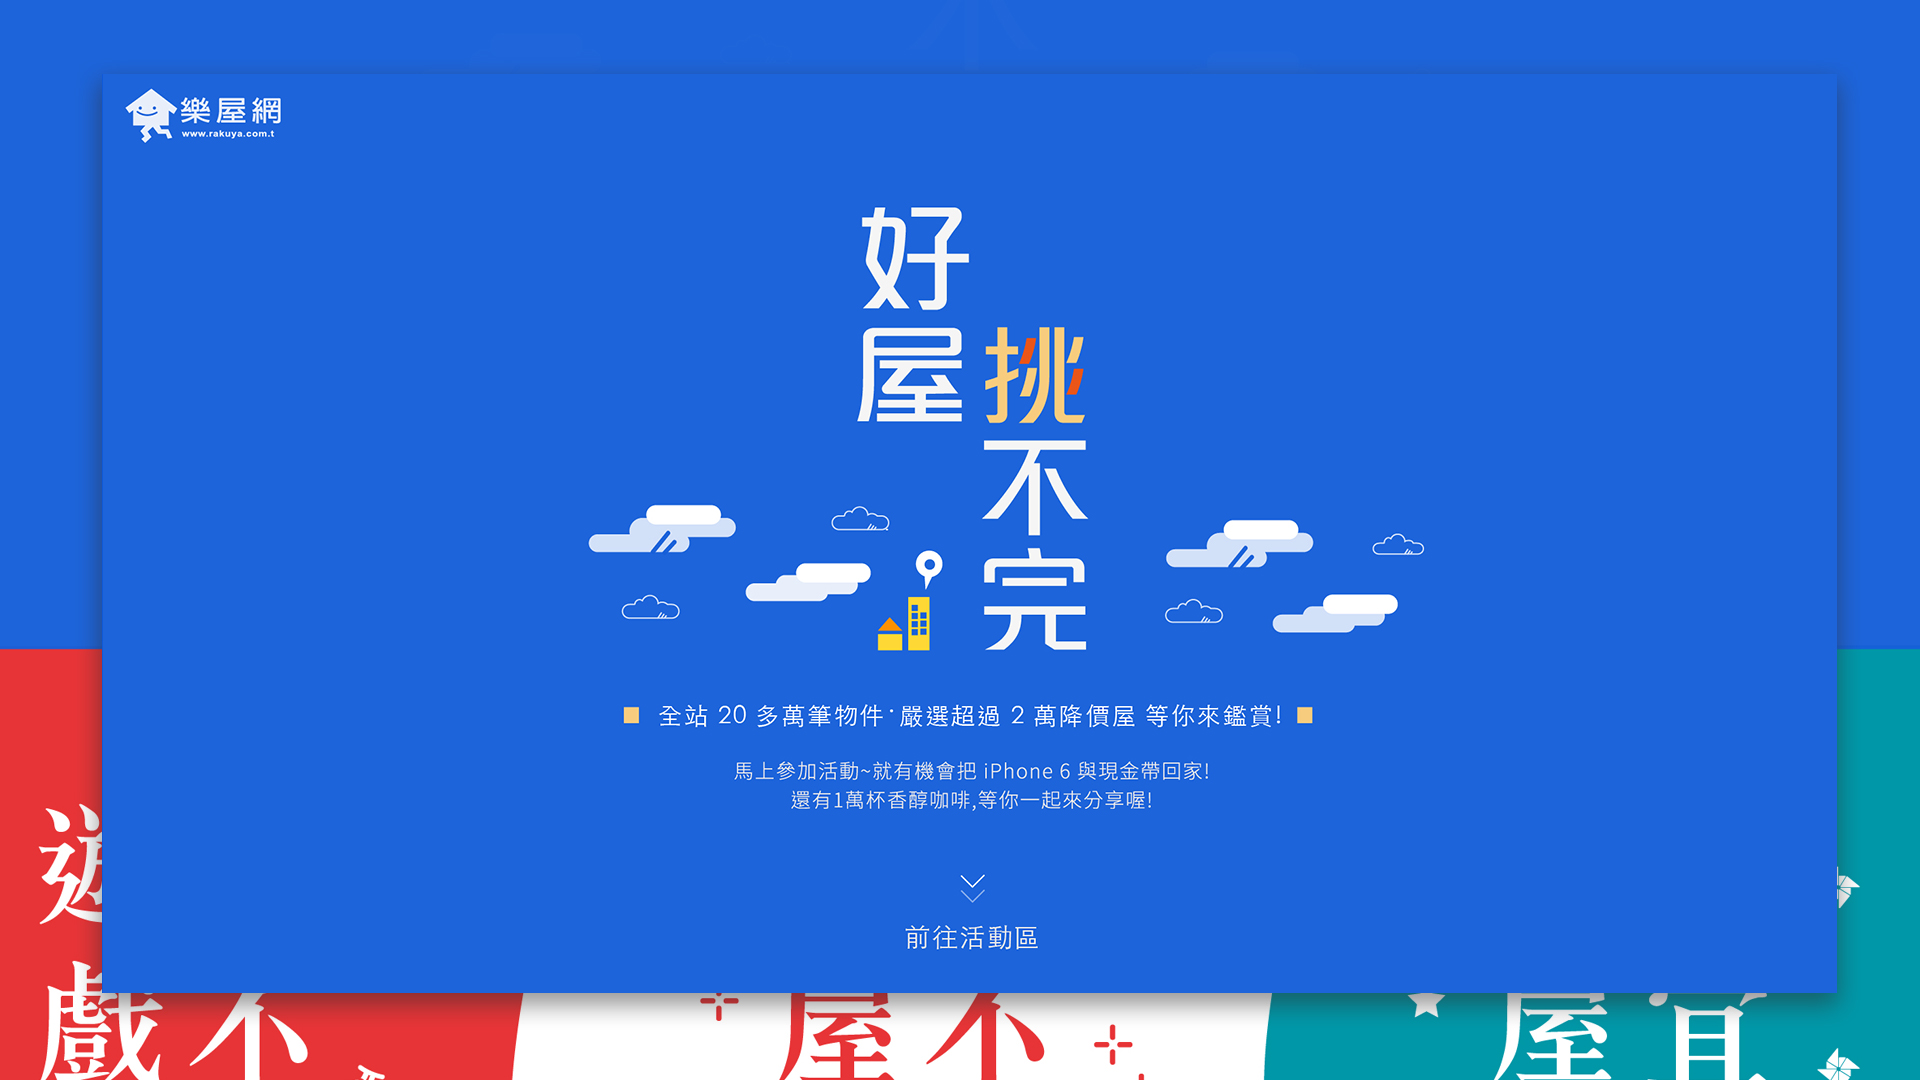 樂屋網
www.rakuya.com.t
好屋
挑不完
全站 20 多萬筆物件˙嚴選超過 2 萬降價屋 等你來鑑賞!
馬上參加活動~就有機會把 iPhone 6 與現金帶回家!
還有1萬杯香醇咖啡,等你一起來分享喔!
前往活動區
遊戲
不
屋
不
屋